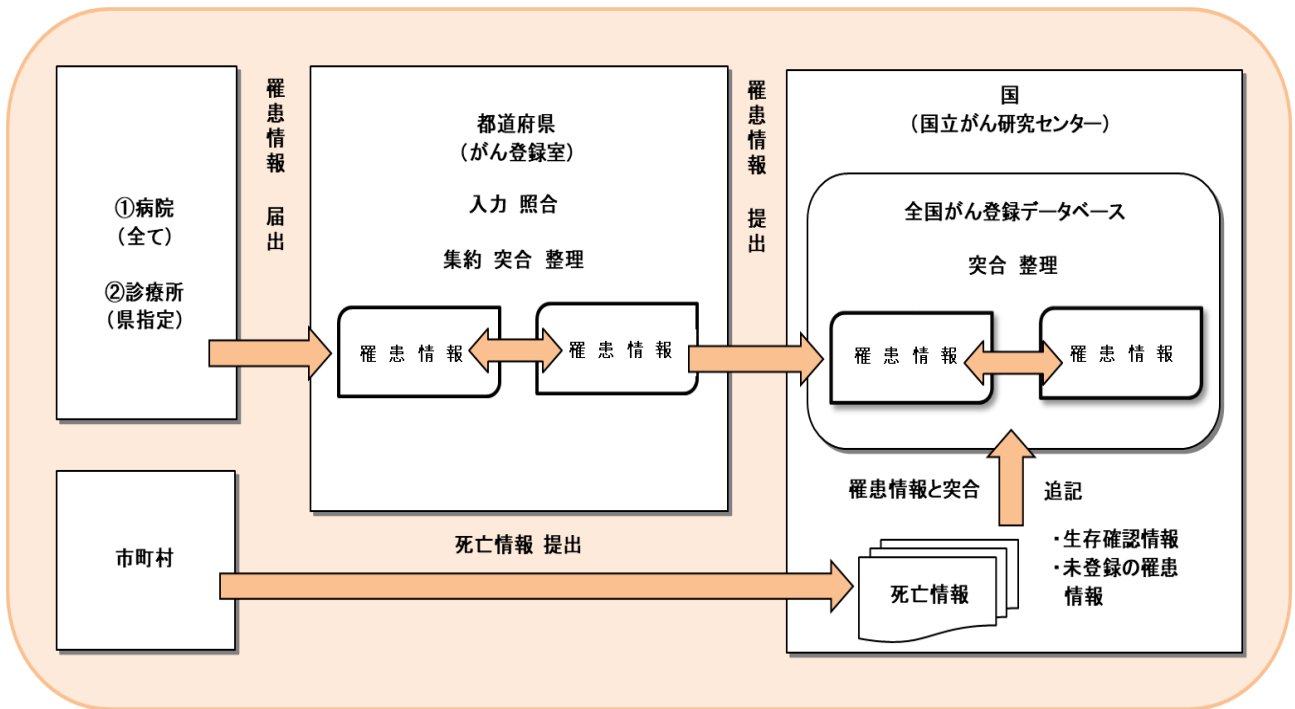 ①病院
（全て）
②診療所
（県指定）
罹患情報 届出
都道府県
（がん登録室）
入力 照合
集約 突合 整理
罹患情報
罹患情報
罹患情報 提出
国
（国立がん研究センター）
全国がん登録データベース
突合 整理
罹患情報
罹患情報
罹患情報と突合
追記
・生存確認情報
・未登録の罹患
情報
市町村
死亡情報 提出
死亡情報